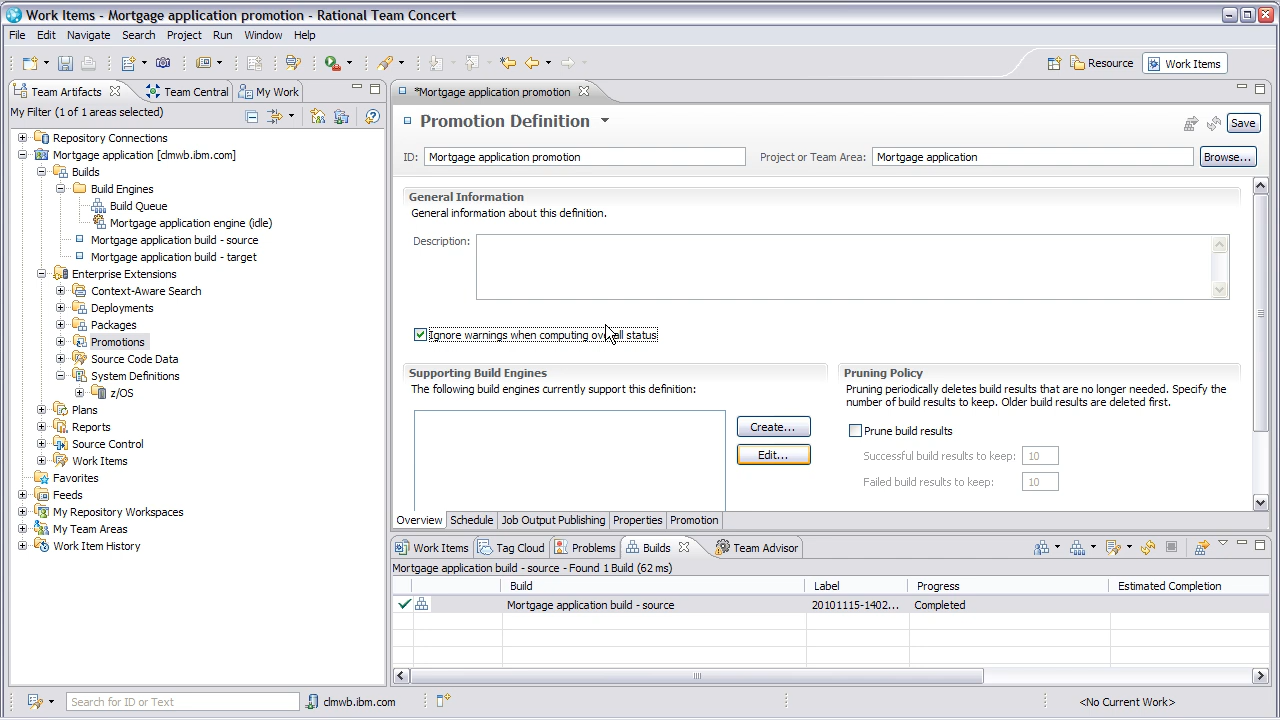 Work Items - Mortgage application promotion - Rational Team Concert
File Edit Navigate Search Project Run Window Help
Resource Work Items
Team Artifacts Team Central My Work
My Filter (1 of 1 areas selected)
Repository Connections
Mortgage application [clmwb.ibm.com]
Builds
Build Engines
Build Queue
Mortgage application engine (idle)
Mortgage application build - source
Mortgage application build - target
Enterprise Extensions
Context-Aware Search
Deployments
Packages
Promotions
Source Code Data
System Definitions
z/OS
Plans
Reports
Source Control
Work Items
Favorites
Feeds
My Repository Workspaces
My Team Areas
Work Item History
*Mortgage application promotion
Promotion Definition
Save
ID: Mortgage application promotion Project or Team Area: Mortgage application Browse...
General Information
General information about this definition.
Description:
Ignore warnings when computing overall status
Supporting Build Engines
The following build engines currently support this definition:
Create...
Edit...
Pruning Policy
Pruning periodically deletes build results that are no longer needed. Specify the
number of build results to keep. Older build results are deleted first.
Prune build results
Successful build results to keep: 10
Failed build results to keep: 10
Overview Schedule Job Output Publishing Properties Promotion
Work Items Tag Cloud Problems Builds Team Advisor
Mortgage application build - source - Found 1 Build (62 ms)
Build Label Progress Estimated Completion
Mortgage application build - source 20101115-1402... Completed
Search for ID or Text clmwb.ibm.com <No Current Work>